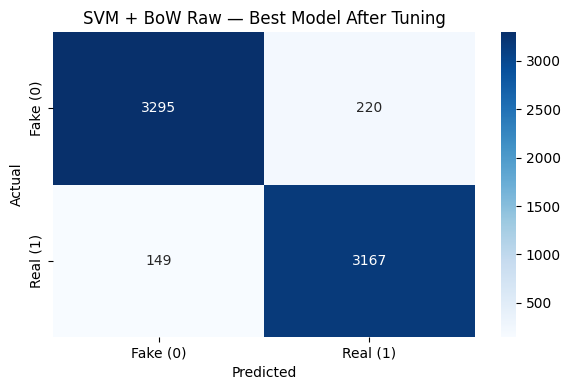 SVM + BoW Raw — Best Model After Tuning
Actual
Fake (0)
Real (1)
3295
220
149
3167
Fake (0)
Real (1)
Predicted
3000
2500
2000
1500
1000
500